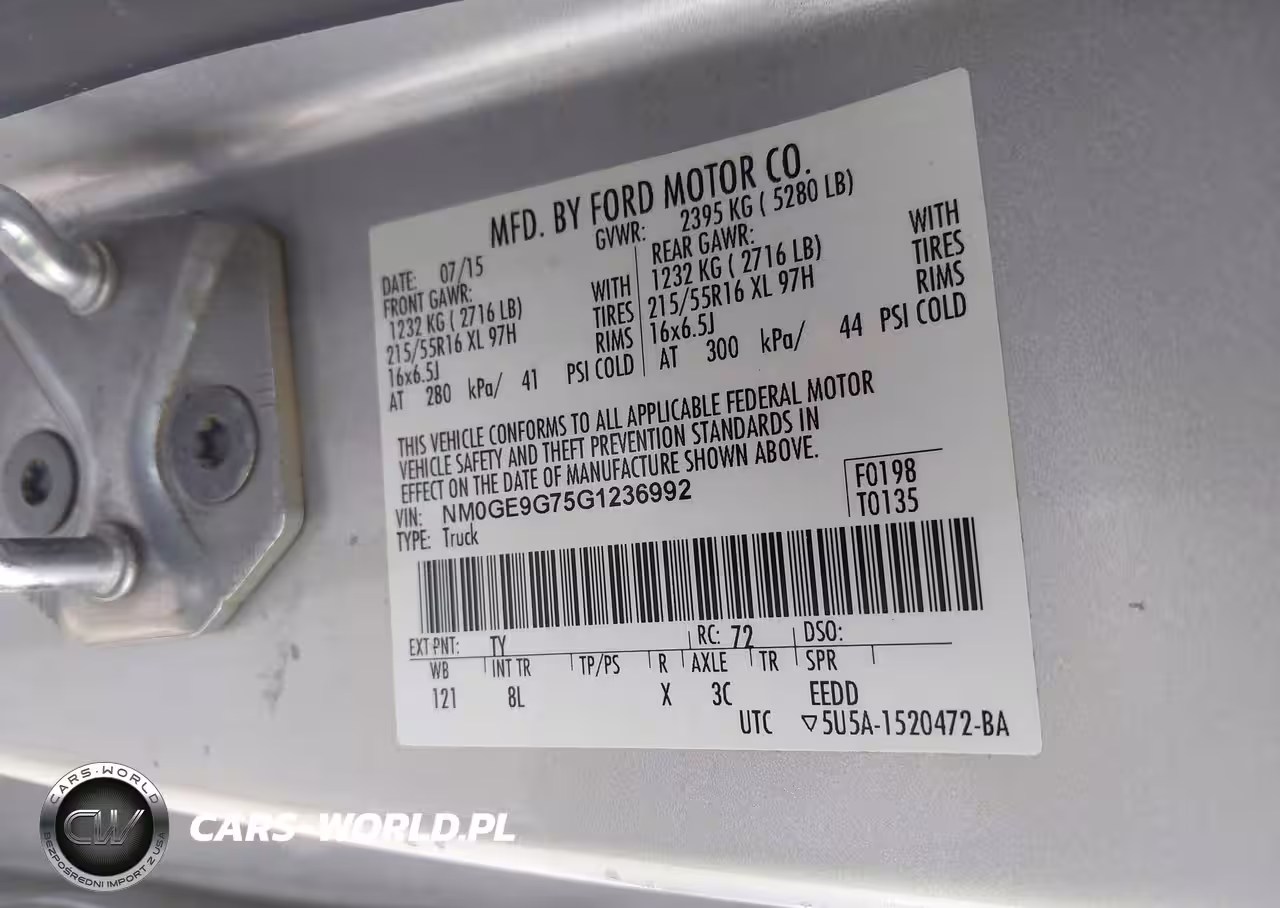 MFD. BY FORD MOTOR CO.
DATE: 07/15 GVWR: 2395 KG ( 5280 LB)
FRONT GAWR: REAR GAWR:
1232 KG ( 2716 LB) WITH 1232 KG ( 2716 LB) WITH
215/55R16 XL 97H TIRES 215/55R16 XL 97H TIRES
16x6.5J RIMS 16x6.5J RIMS
AT 280 kPa/ 41 PSI COLD AT 300 kPa/ 44 PSI COLD
THIS VEHICLE CONFORMS TO ALL APPLICABLE FEDERAL MOTOR
VEHICLE SAFETY AND THEFT PREVENTION STANDARDS IN
EFFECT ON THE DATE OF MANUFACTURE SHOWN ABOVE.
VIN: NM0GE9G75G1236992 F0198
TYPE: Truck T0135
EXT PNT: TY RC: 72 DSO:
WB INT TR TP/PS R AXLE TR SPR
121 8L X 3C EEDD
UTC ▽5U5A-1520472-BA
CARS-WORLD
CW
BEZPOŚREDNI IMPORT Z USA
CARS-WORLD.PL